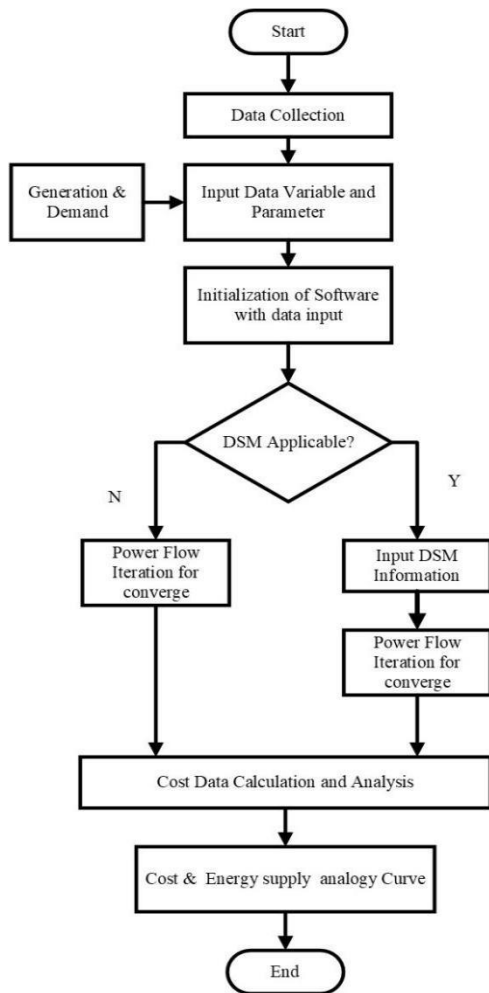 Start
Data Collection
Generation &
Demand
Input Data Variable and
Parameter
Initialization of Software
with data input
DSM Applicable?
N
Y
Power Flow
Iteration for
converge
Input DSM
Information
Power Flow
Iteration for
converge
Cost Data Calculation and Analysis
Cost & Energy supply analogy Curve
End